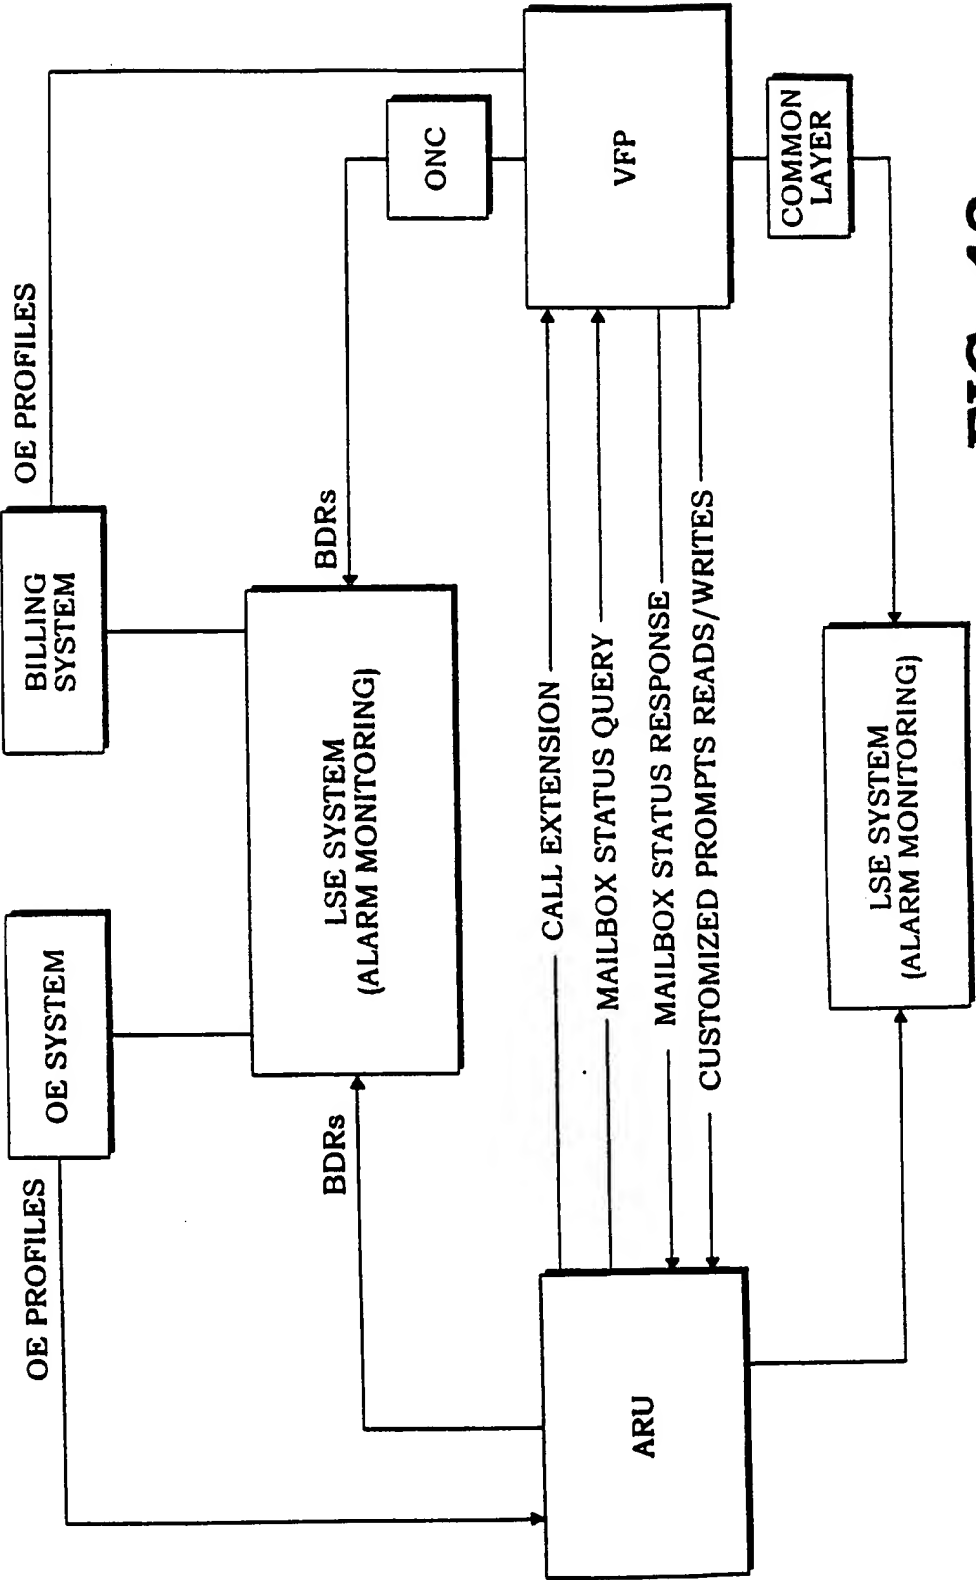 OE PROFILES
OE SYSTEM
BILLING
SYSTEM
OE PROFILES
BDRs
LSE SYSTEM
(ALARM MONITORING)
BDRs
ONC
ARU
CALL EXTENSION
MAILBOX STATUS QUERY
MAILBOX STATUS RESPONSE
CUSTOMIZED PROMPTS READS/WRITES
VFP
COMMON
LAYER
LSE SYSTEM
(ALARM MONITORING)